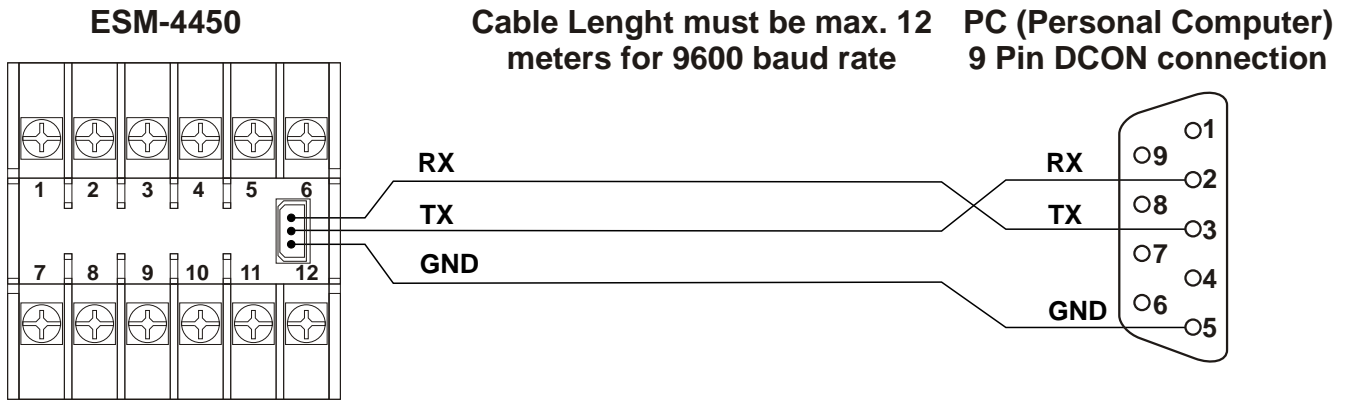 ESM-4450
Cable Lenght must be max. 12
meters for 9600 baud rate
PC (Personal Computer)
9 Pin DCON connection
1 2 3 4 5 6
7 8 9 10 11 12
RX
TX
GND
RX
TX
GND
1
9
2
8
3
7
4
6
5